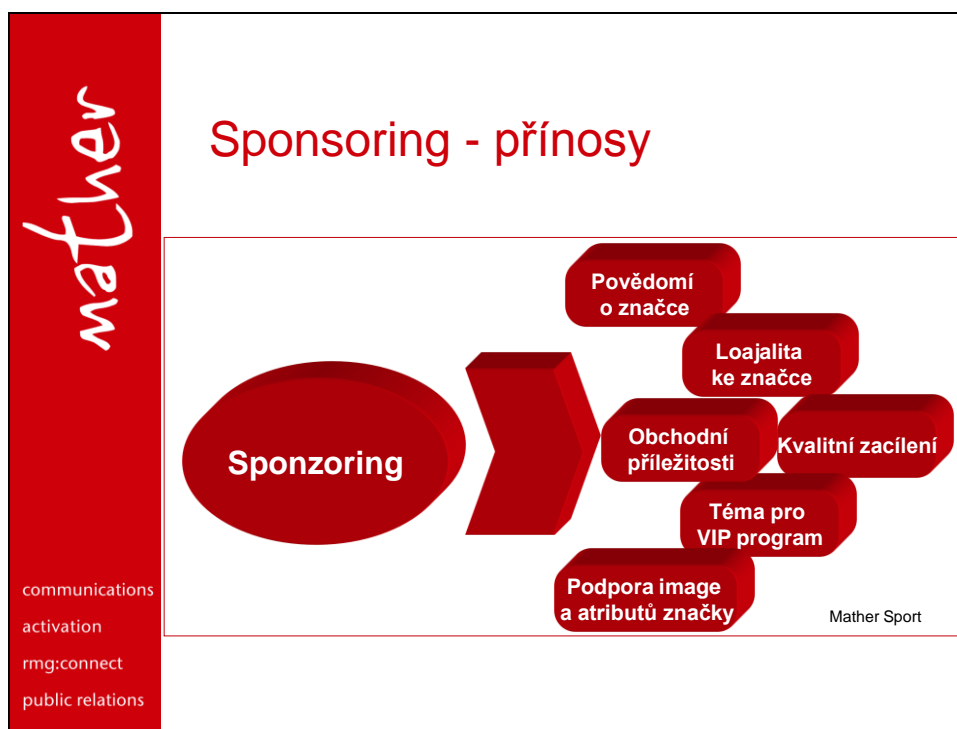 mather
Sponsoring - přínosy
Sponzoring
Povědomí
o značce
Loajalita
ke značce
Obchodní
příležitosti
Kvalitní zacílení
Téma pro
VIP program
Podpora image
a atributů značky
Mather Sport
communications
activation
rmg:connect
public relations